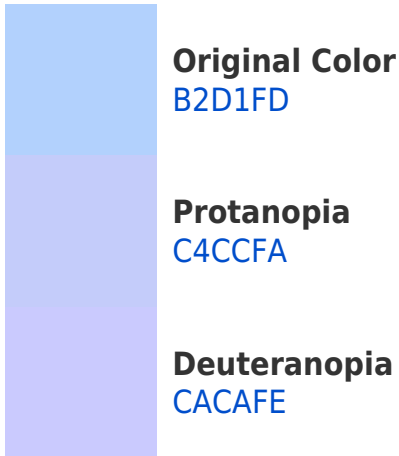 Original Color
B2D1FD
Protanopia
C4CCFA
Deuteranopia
CACAFE